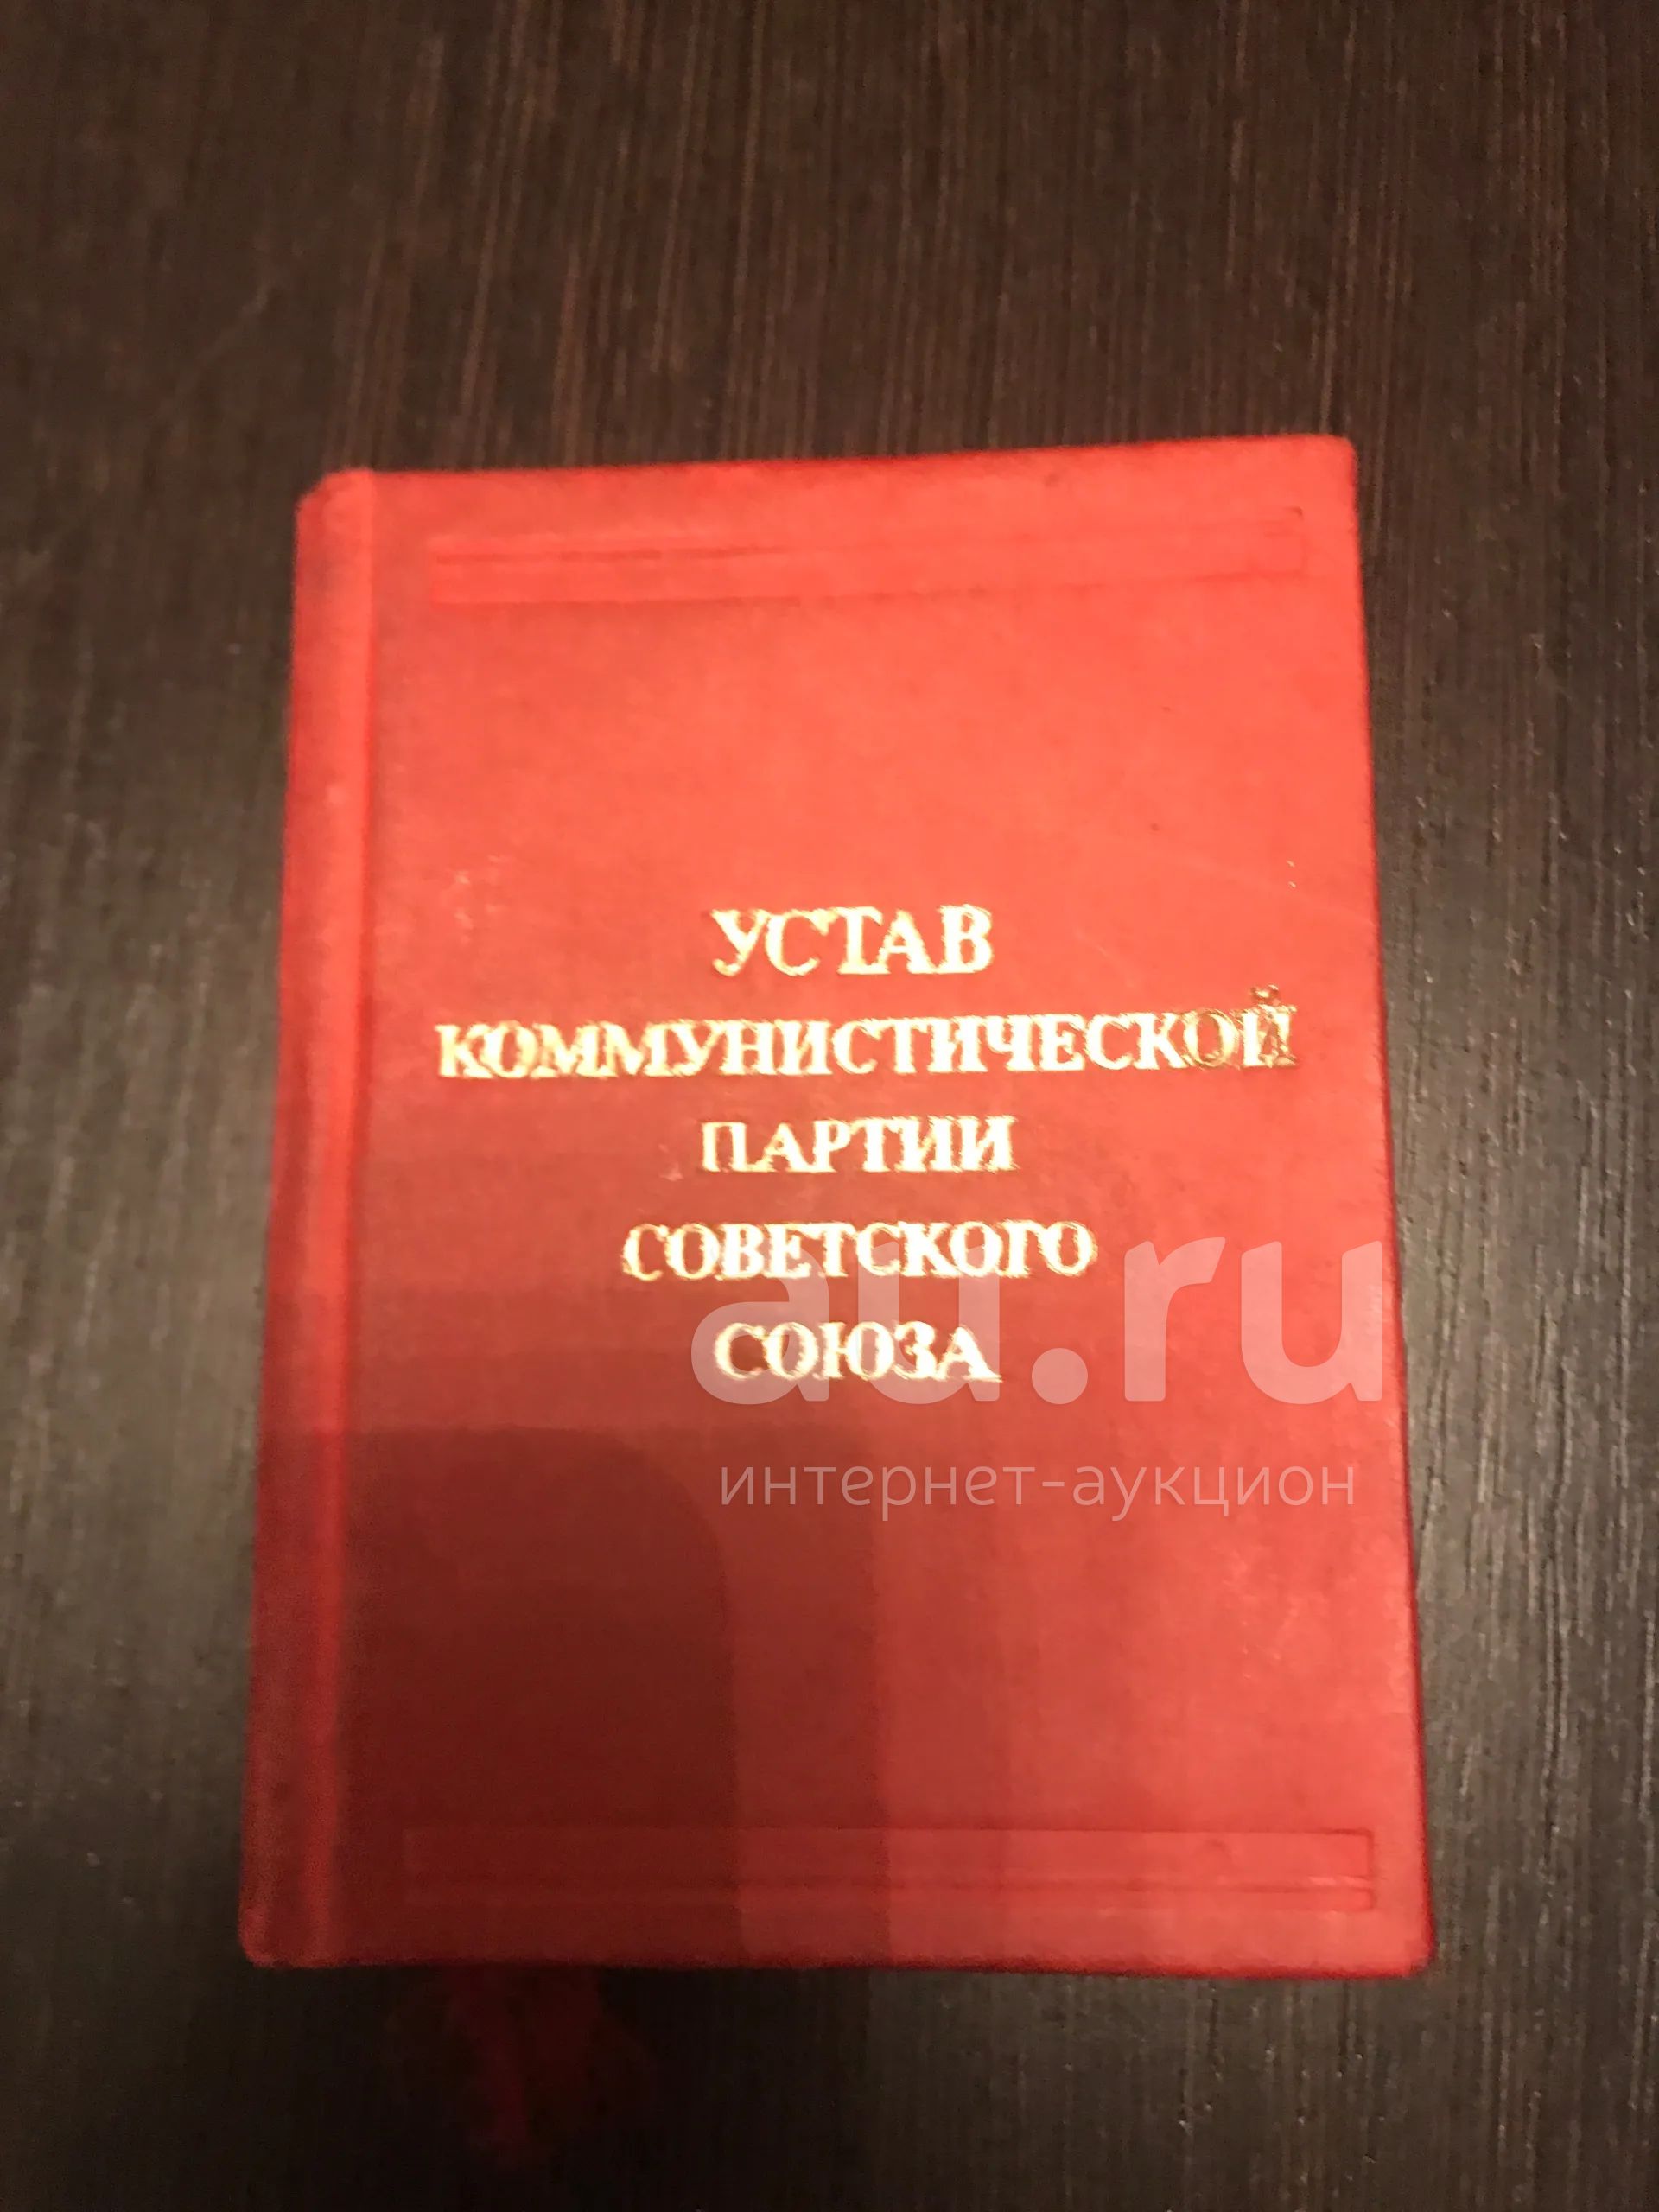 УСТАВ
КОММУНИСТИЧЕСКОЙ
ПАРТИИ
СОВЕТСКОГО
СОЮЗА
au.ru
интернет-аукцион